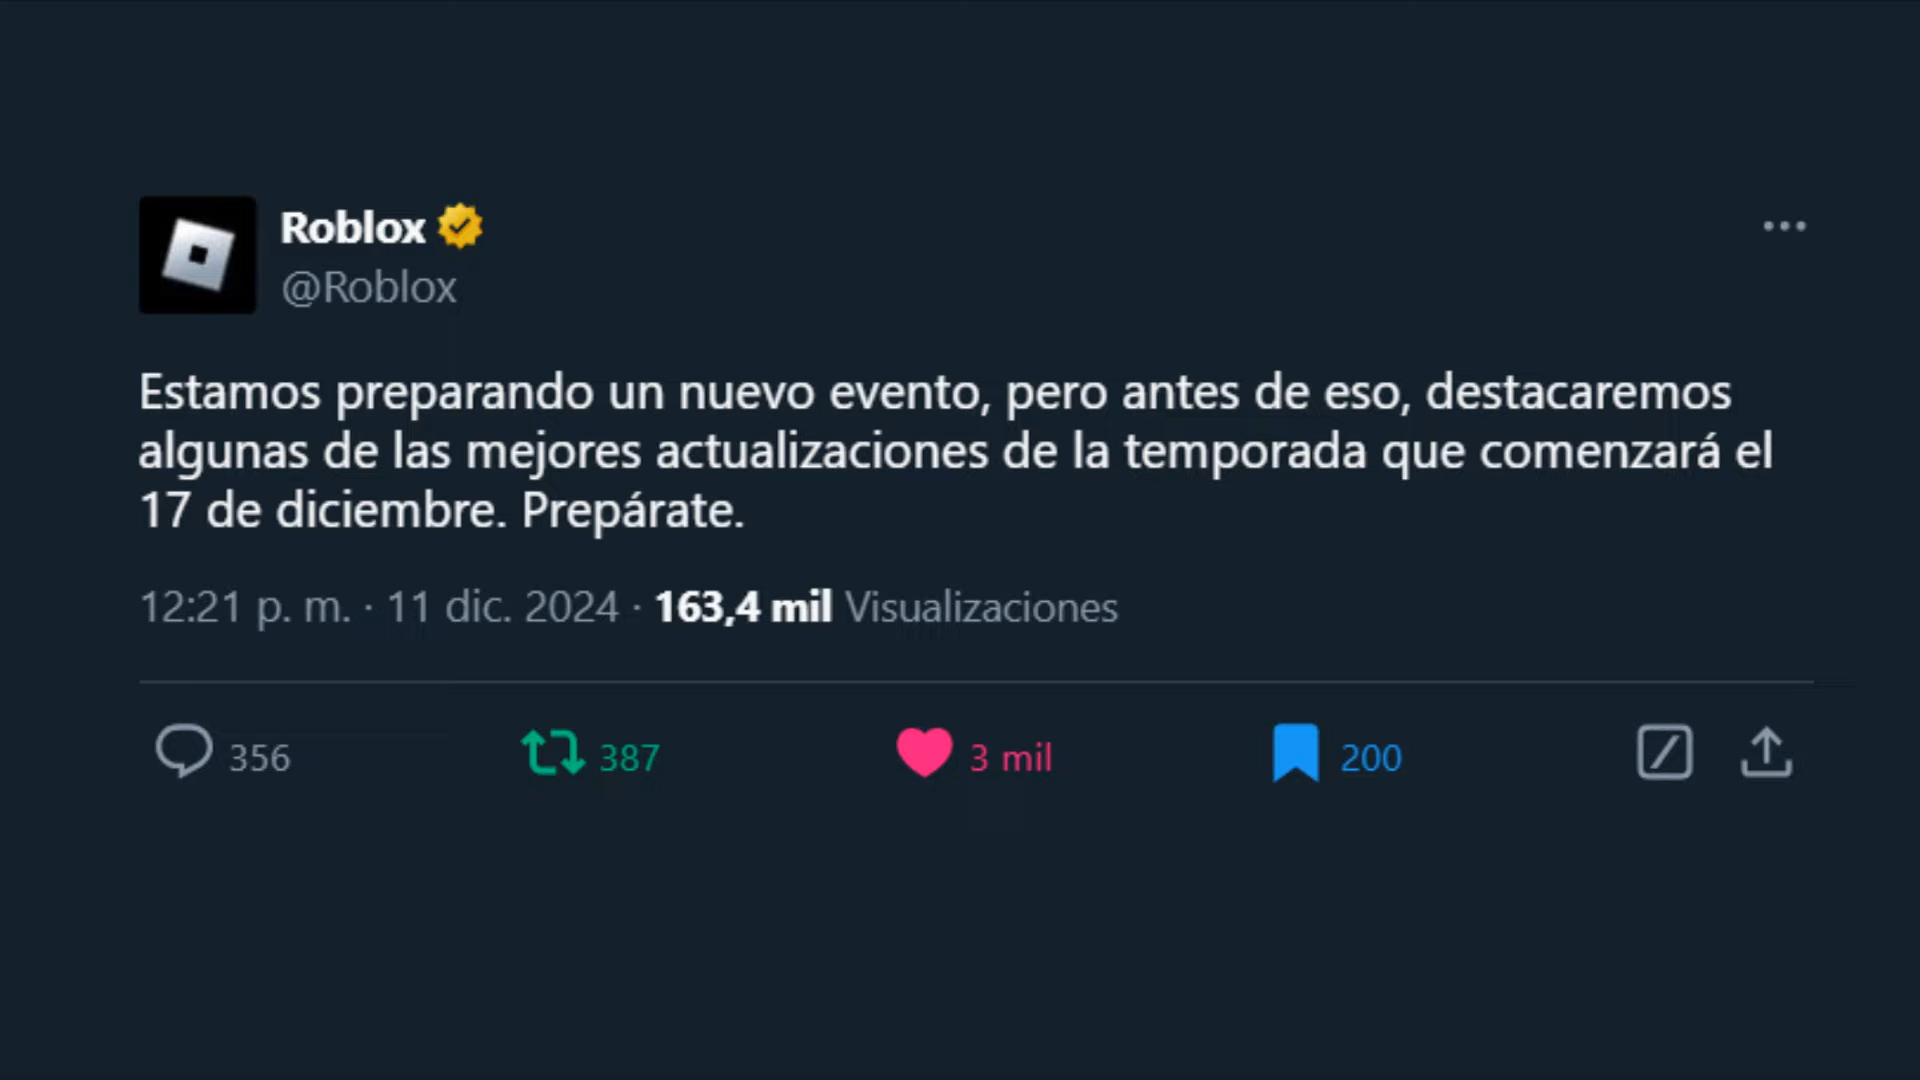 Roblox
@Roblox
Estamos preparando un nuevo evento, pero antes de eso, destacaremos
algunas de las mejores actualizaciones de la temporada que comenzará el
17 de diciembre. Prepárate.
12:21 p. m. · 11 dic. 2024 · 163,4 mil Visualizaciones
356 387 3 mil 200